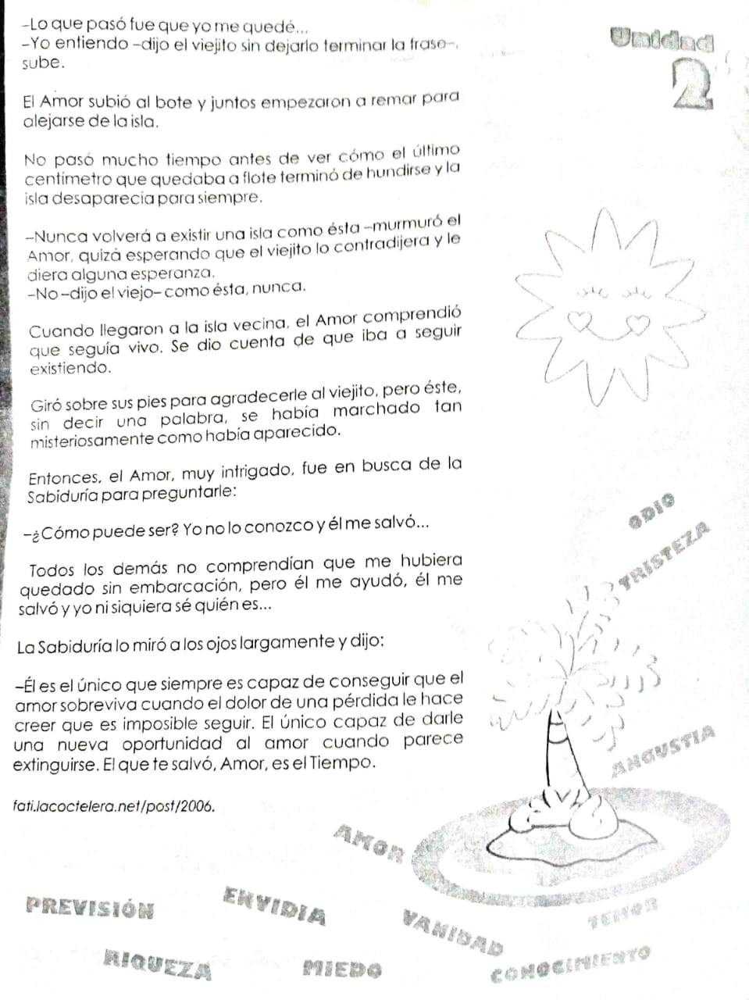 –Lo que pasó fue que yo me quedé...
–Yo entiendo –dijo el viejito sin dejarlo terminar la frase–,
sube.
El Amor subió al bote y juntos empezaron a remar para
alejarse de la isla.
No pasó mucho tiempo antes de ver cómo el último
centímetro que quedaba a flote terminó de hundirse y la
isla desaparecía para siempre.
–Nunca volverá a existir una isla como ésta –murmuró el
Amor, quizá esperando que el viejito lo contradijera y le
diera alguna esperanza.
–No –dijo el viejo– como ésta, nunca.
Cuando llegaron a la isla vecina, el Amor comprendió
que seguía vivo. Se dio cuenta de que iba a seguir
existiendo.
Giró sobre sus pies para agradecerle al viejito, pero éste,
sin decir una palabra, se había marchado tan
misteriosamente como había aparecido.
Entonces, el Amor, muy intrigado, fue en busca de la
Sabiduría para preguntarle:
–¿Cómo puede ser? Yo no lo conozco y él me salvó...
Todos los demás no comprendían que me hubiera
quedado sin embarcación, pero él me ayudó, él me
salvó y yo ni siquiera sé quién es...
La Sabiduría lo miró a los ojos largamente y dijo:
–Él es el único que siempre es capaz de conseguir que el
amor sobreviva cuando el dolor de una pérdida le hace
creer que es imposible seguir. El único capaz de darle
una nueva oportunidad al amor cuando parece
extinguirse. El que te salvó, Amor, es el Tiempo.
fati.lacoctelera.net/post/2006.
Unidad
2
ODIO
TRISTEZA
ANGUSTIA
AMOR
PREVISIÓN
ENVIDIA
VANIDAD
TEMOR
RIQUEZA
MIEDO
CONOCIMIENTO